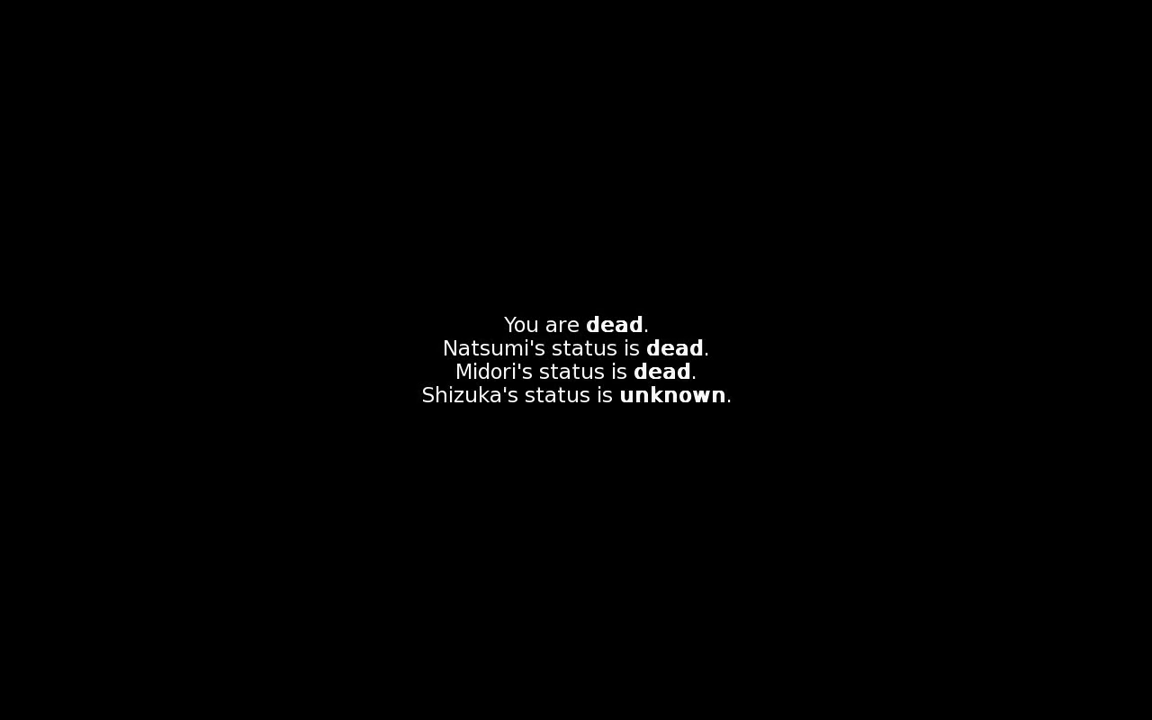 You are dead.
Natsumi's status is dead.
Midori's status is dead.
Shizuka's status is unknown.